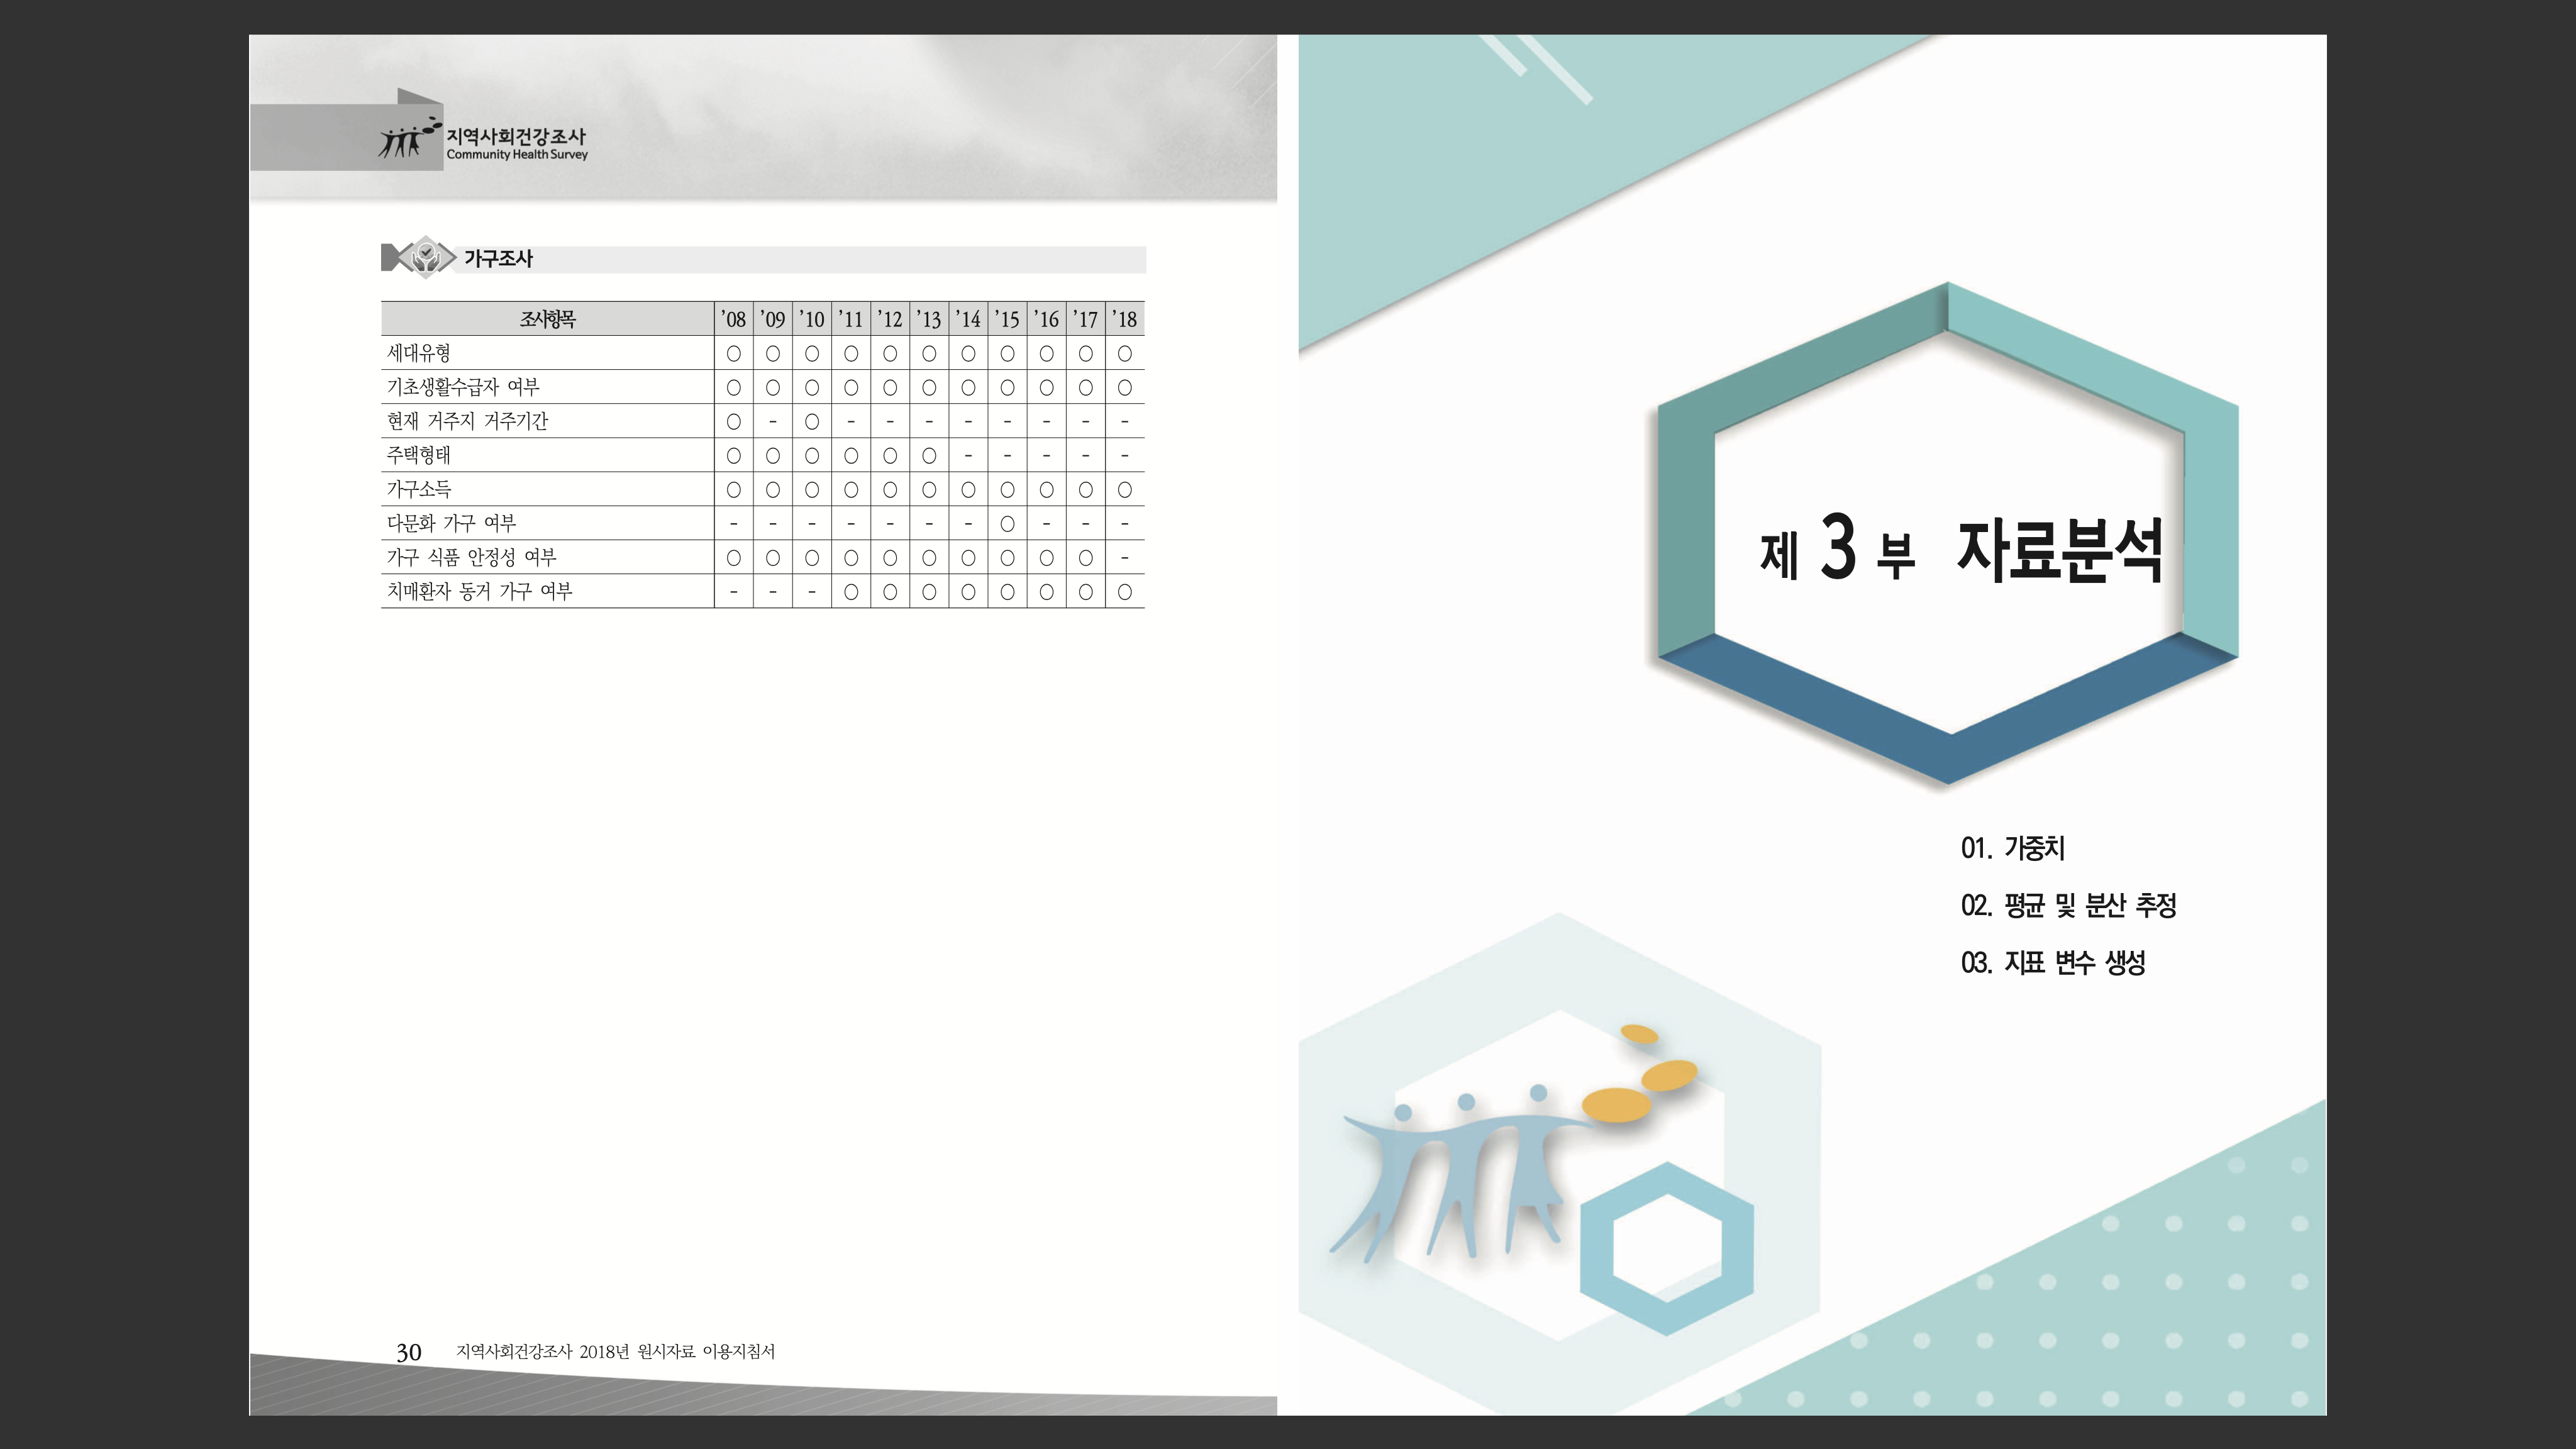 지역사회건강조사
Community Health Survey
가구조사
조사항목 ’08 ’09 ’10 ’11 ’12 ’13 ’14 ’15 ’16 ’17 ’18
세대유형 ○ ○ ○ ○ ○ ○ ○ ○ ○ ○ ○
기초생활수급자 여부 ○ ○ ○ ○ ○ ○ ○ ○ ○ ○ ○
현재 거주지 거주기간 ○ - ○ - - - - - - - -
주택형태 ○ ○ ○ ○ ○ ○ - - - - -
가구소득 ○ ○ ○ ○ ○ ○ ○ ○ ○ ○ ○
다문화 가구 여부 - - - - - - - ○ - - -
가구 식품 안정성 여부 ○ ○ ○ ○ ○ ○ ○ ○ ○ ○ -
치매환자 동거 가구 여부 - - - ○ ○ ○ ○ ○ ○ ○ ○
30 지역사회건강조사 2018년 원시자료 이용지침서
제 3 부 자료분석
01. 가중치
02. 평균 및 분산 추정
03. 지표 변수 생성